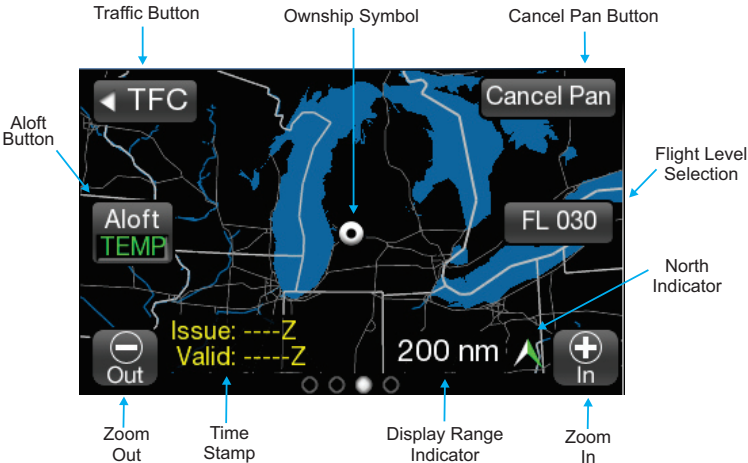 Traffic Button
Ownship Symbol
Cancel Pan Button
TFC
Cancel Pan
Aloft
Button
Flight Level
Selection
Aloft
TEMP
FL 030
North
Indicator
Issue: ----Z
Valid: -----Z
200 nm
Out
In
Zoom
Out
Time
Stamp
Display Range
Indicator
Zoom
In